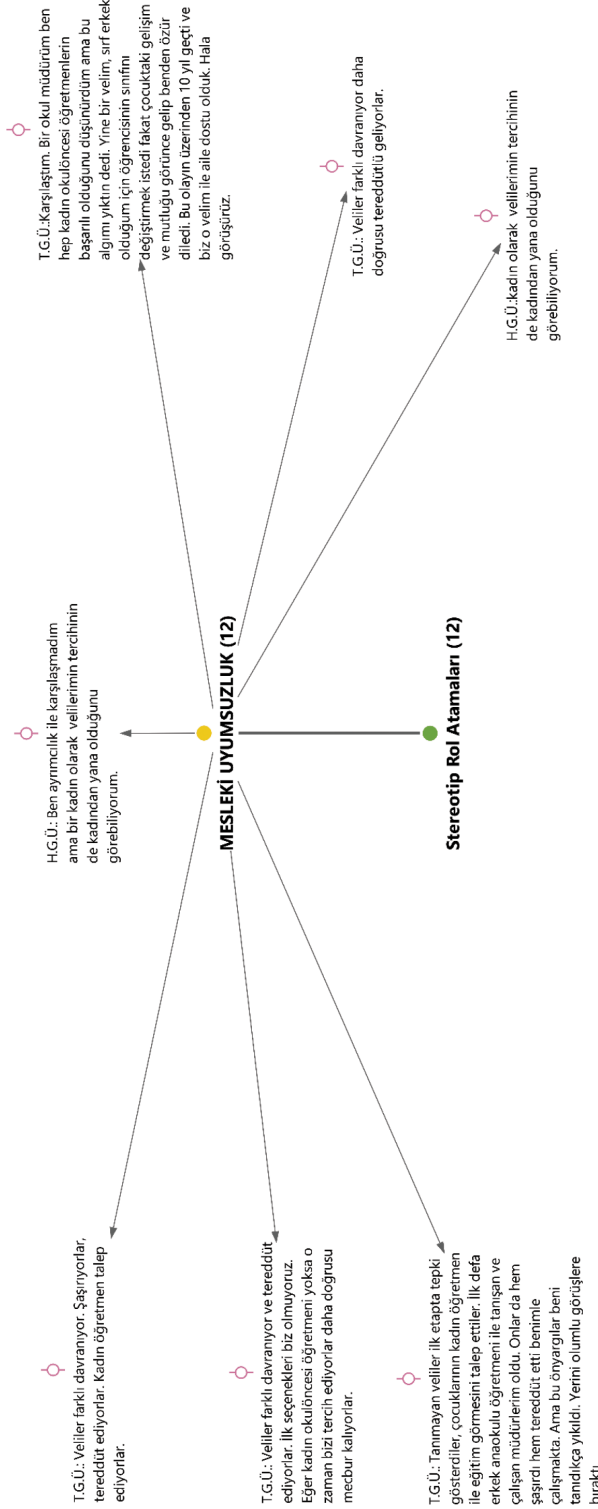 T.G.Ü.: Veliler farklı davranıyor. Şaşırıyorlar,
tereddüt ediyorlar. Kadın öğretmen talep
ediyorlar.
T.G.Ü.: Veliler farklı davranıyor ve tereddüt
ediyorlar. İlk seçenekleri biz olmuyoruz.
Eğer kadın okulöncesi öğretmeni yoksa o
zaman bizi tercih ediyorlar daha doğrusu
mecbur kalıyorlar.
T.G.Ü.: Tanımayan veliler ilk etapta tepki
gösterdiler, çocuklarının kadın öğretmen
ile eğitim görmesini talep ettiler. İlk defa
erkek anaokulu öğretmeni ile tanışan ve
çalışan müdürlerim oldu. Onlar da hem
şaşırdı hem tereddüt etti benimle
çalışmakta. Ama bu önyargılar beni
tanıdıkça yıkıldı. Yerini olumlu görüşlere
bıraktı.
H.G.Ü.: Ben ayrımcılık ile karşılaşmadım
ama bir kadın olarak velilerimin tercihinin
de kadından yana olduğunu
görebiliyorum.
MESLEKİ UYUMSUZLUK (12)
Stereotip Rol Atamaları (12)
T.G.Ü.:Karşılaştım. Bir okul müdürüm ben
hep kadın okulöncesi öğretmenlerin
başarılı olduğunu düşünürdüm ama bu
algımı yıktın dedi. Yine bir velim, sırf erkek
olduğum için öğrencisinin sınıfını
değiştirmek istedi fakat çocuktaki gelişim
ve mutluğu görünce gelip benden özür
diledi. Bu olayın üzerinden 10 yıl geçti ve
biz o velim ile aile dostu olduk. Hala
görüşürüz.
T.G.Ü.: Veliler farklı davranıyor daha
doğrusu tereddütlü geliyorlar.
H.G.Ü.:kadın olarak velilerimin tercihinin
de kadından yana olduğunu
görebiliyorum.